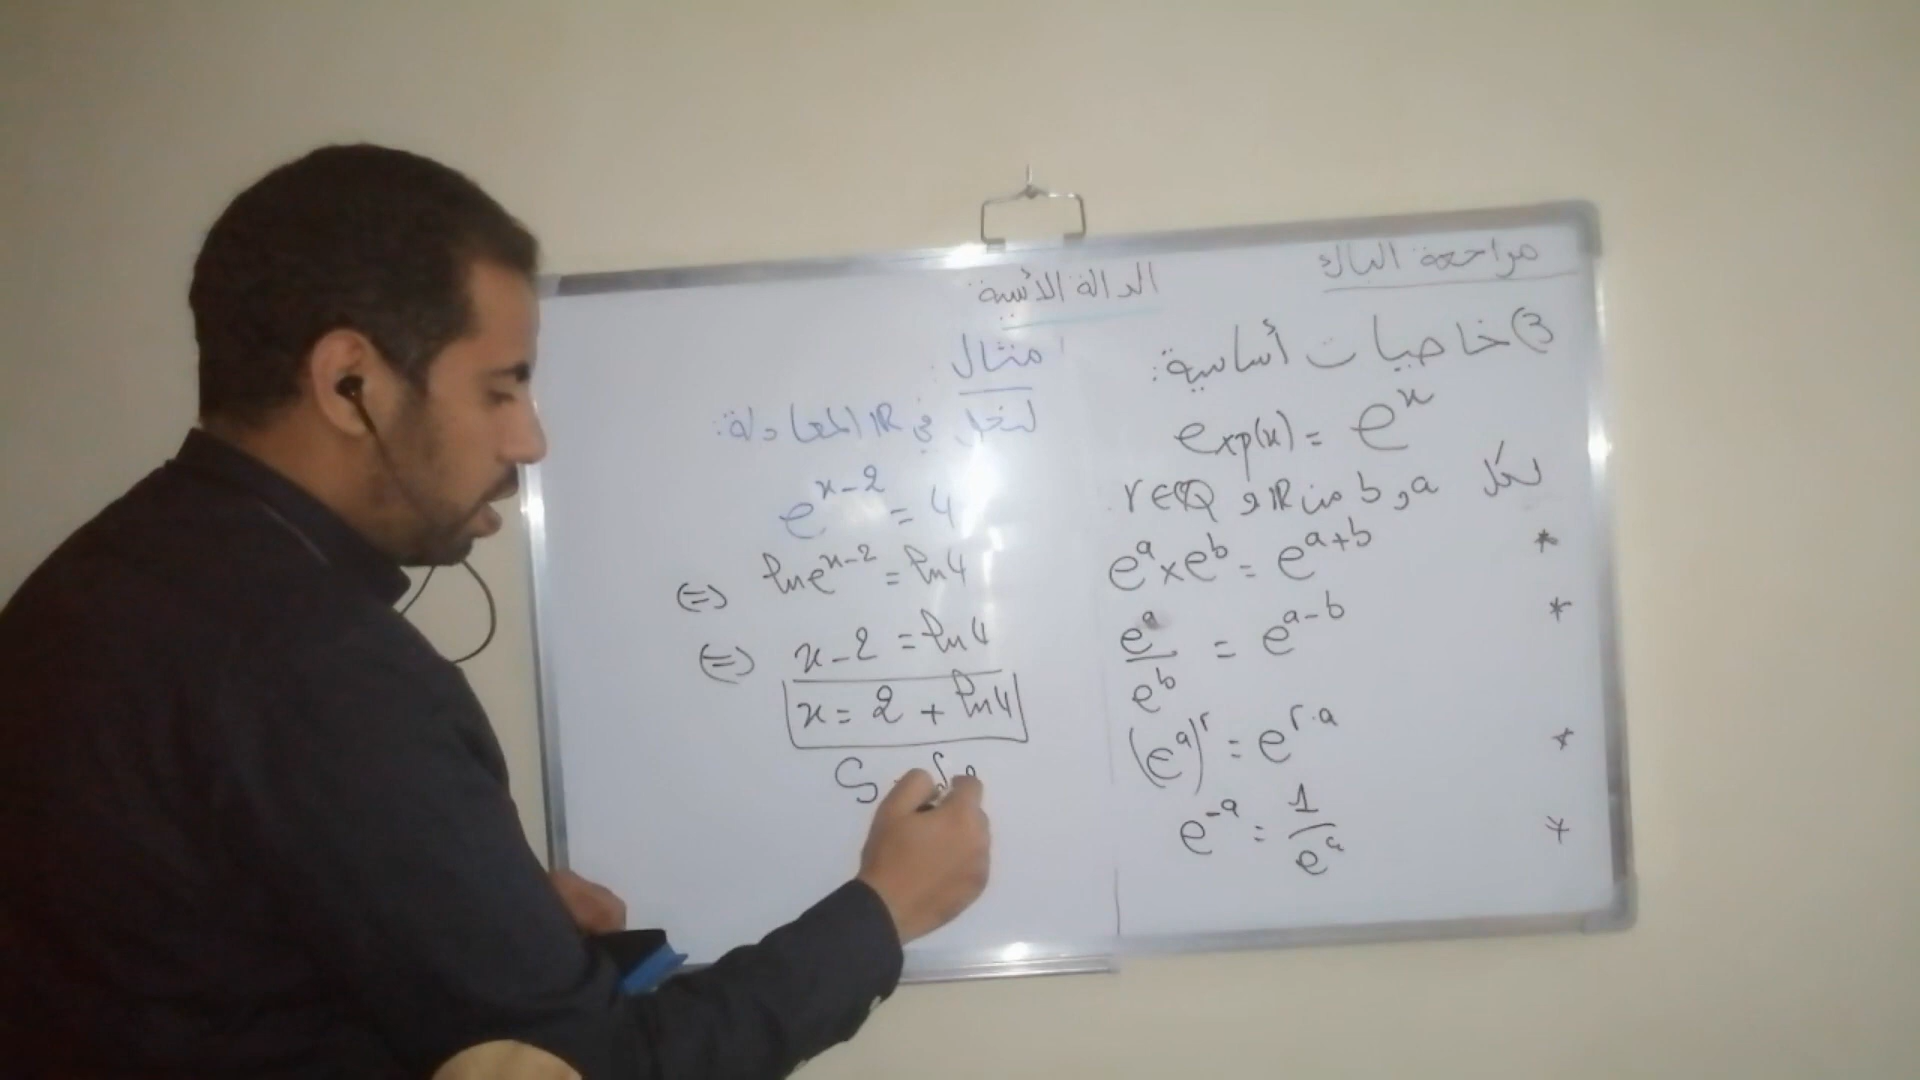 مراجعة الباك
الدالة الأسية
③ خاصيات أساسية:
exp(x) = e^x
لكل a و b من IR و r∈Q
* e^a × e^b = e^{a+b}
* e^a / e^b = e^{a-b}
* (e^a)^r = e^{r.a}
* e^{-a} = 1 / e^a
مثال:
لنحل في IR المعادلة:
e^{x-2} = 4
⇔ ln e^{x-2} = ln 4
⇔ x - 2 = ln 4
x = 2 + ln 4
S = {2